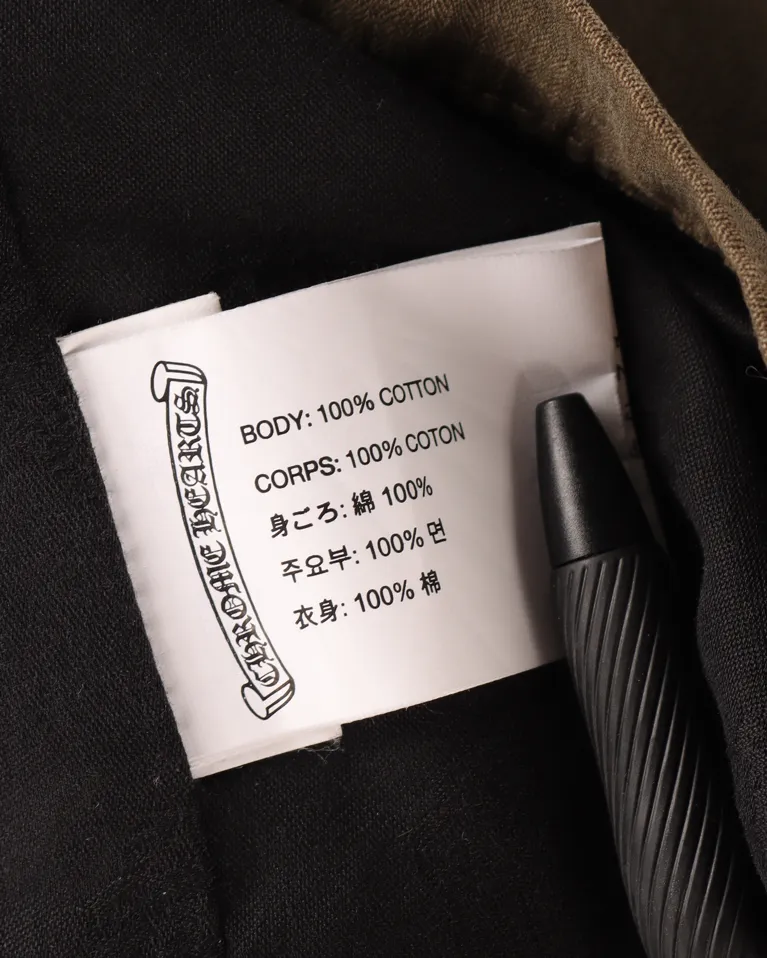 CHROME HEARTS
BODY: 100% COTTON
CORPS: 100% COTON
身ごろ: 綿 100%
주요부: 100% 면
衣身: 100% 棉